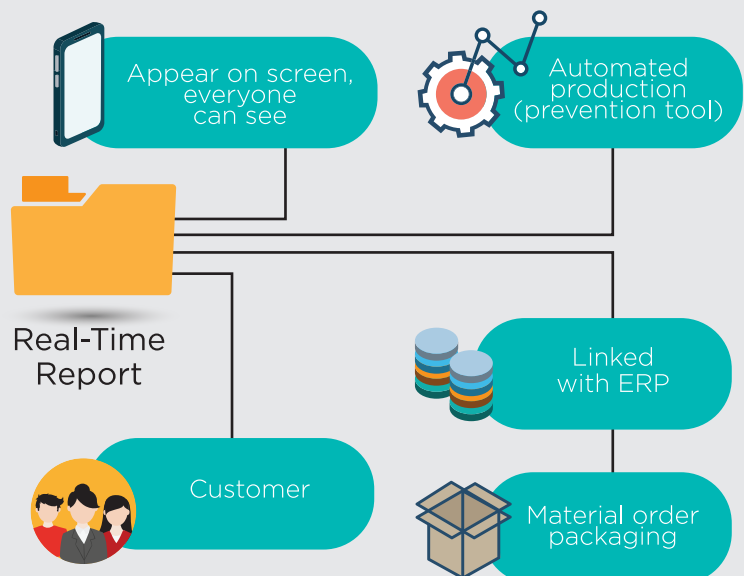 Appear on screen,
everyone
can see
Automated
production
(prevention tool)
Real-Time
Report
Linked
with ERP
Customer
Material order
packaging